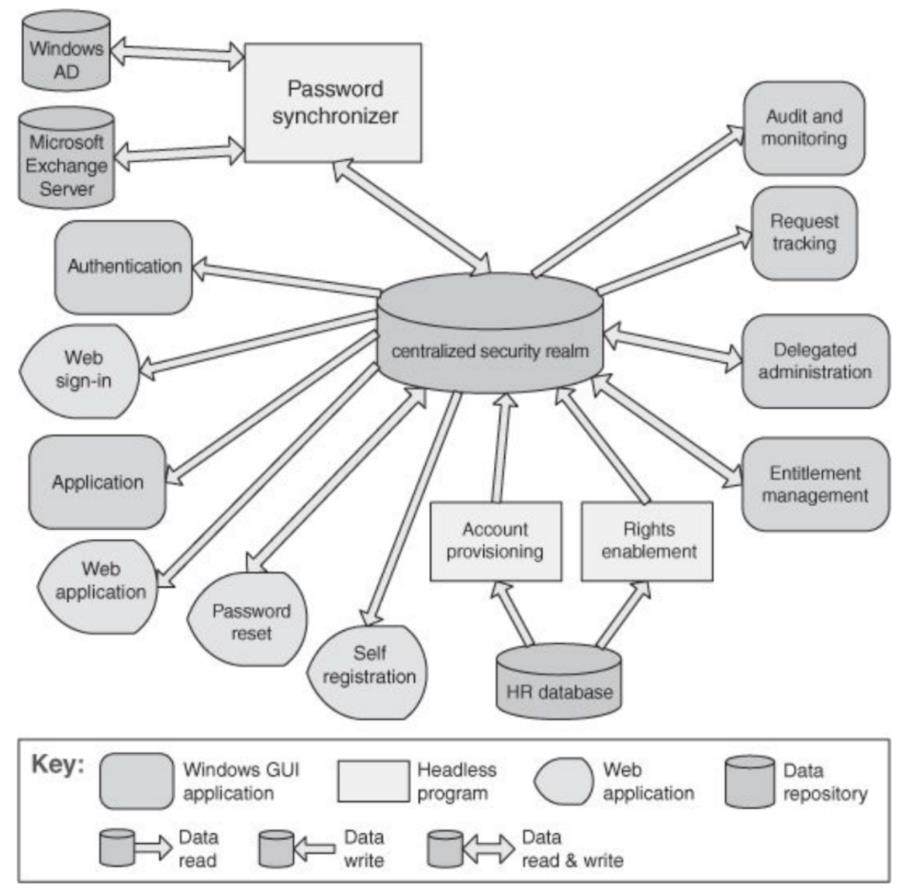 Windows
AD
Microsoft
Exchange
Server
Password
synchronizer
Audit and
monitoring
Request
tracking
Authentication
Web
sign-in
centralized security realm
Delegated
administration
Application
Entitlement
management
Web
application
Account
provisioning
Rights
enablement
Password
reset
Self
registration
HR database
Key:
Windows GUI
application
Headless
program
Web
application
Data
repository
Data
read
Data
write
Data
read & write